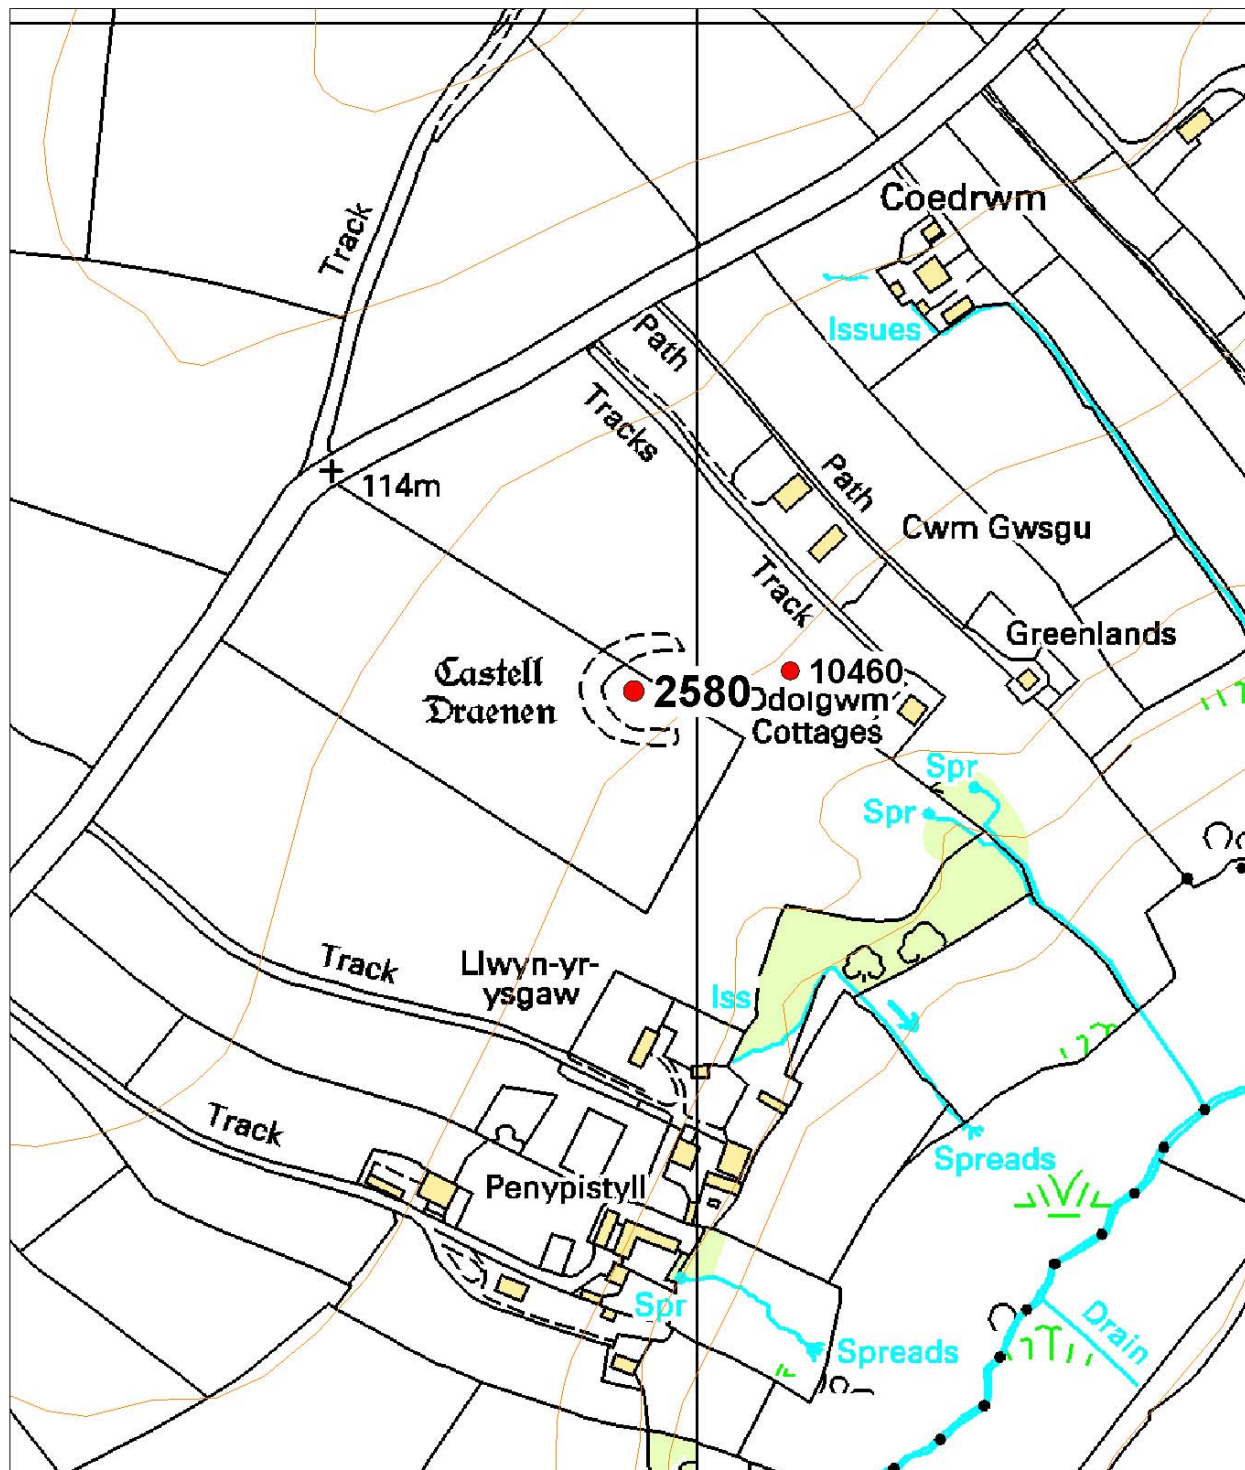 Coedrwm
Track
Issues
Path
Tracks
114m
Path
Cwm Gwsgu
Track
Greenlands
Castell
Draenen
2580
10460
Odolgwm
Cottages
Spr
Spr
Track
Llwyn-yr-
ysgaw
Iss
Track
Spreads
Penypistyll
Spr
Spreads
Drain